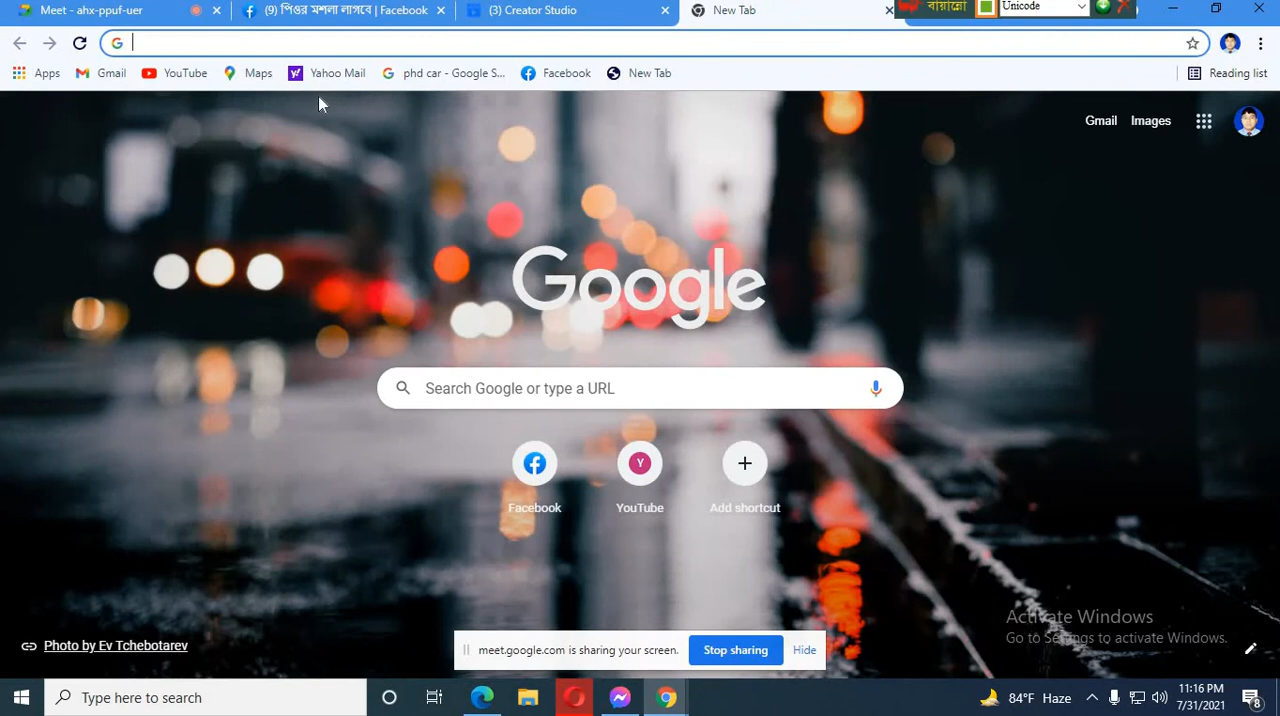 Meet - ahx-ppuf-uer
(9) পিওর মশলা লাগবে | Facebook
(3) Creator Studio
New Tab
বায়ান্নো
Unicode
Apps
Gmail
YouTube
Maps
Yahoo Mail
phd car - Google S...
Facebook
New Tab
Reading list
Gmail
Images
Google
Search Google or type a URL
Y
Facebook
YouTube
Add shortcut
Activate Windows
Go to Settings to activate Windows.
Photo by Ev Tchebotarev
meet.google.com is sharing your screen.
Stop sharing
Hide
Type here to search
84°F Haze
11:16 PM
7/31/2021
8